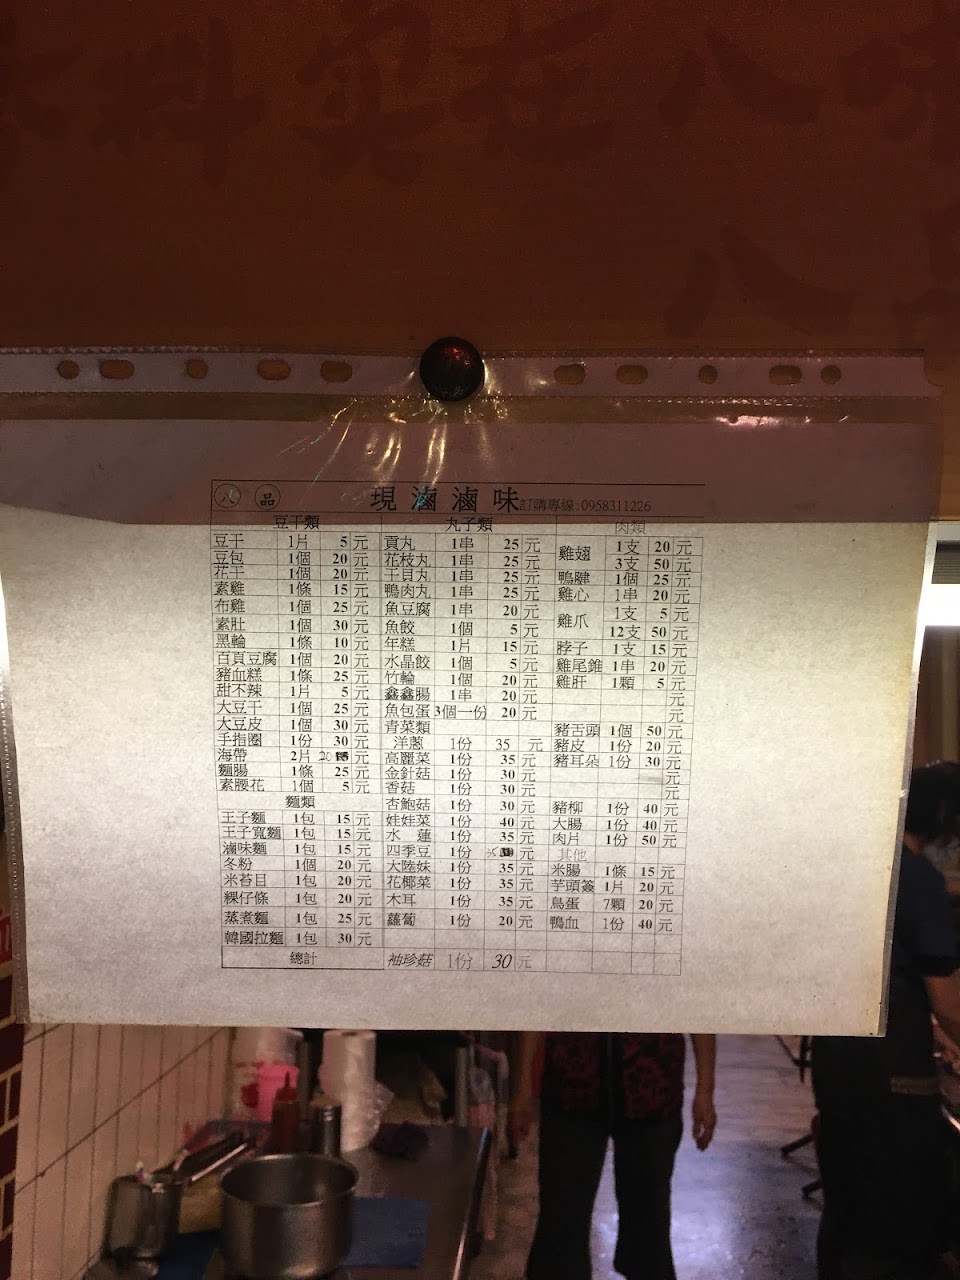 料實在八味
八
八品 現滷滷味 訂購專線:0958311226
豆干類 丸子類 肉類
豆干 1片 5 元 貢丸 1串 25 元 雞翅 1支 20 元
豆包 1個 20 元 花枝丸 1串 25 元 3支 50 元
花干 1個 20 元 干貝丸 1串 25 元 鴨腱 1個 25 元
素雞 1條 15 元 鴨肉丸 1串 25 元 雞心 1串 20 元
布雞 1個 25 元 魚豆腐 1串 20 元 雞爪 1支 5 元
素肚 1個 30 元 魚餃 1個 5 元 12支 50 元
黑輪 1條 10 元 年糕 1片 15 元 脖子 1支 15 元
百頁豆腐 1個 20 元 水晶餃 1個 5 元 雞尾錐 1串 20 元
豬血糕 1條 25 元 竹輪 1個 20 元 雞肝 1顆 5 元
甜不辣 1片 5 元 鑫鑫腸 1串 20 元 元
大豆干 1個 25 元 魚包蛋 3個一份 20 元 元
大豆皮 1個 30 元 青菜類 豬舌頭 1個 50 元
手指圈 1份 30 元 洋蔥 1份 35 元 豬皮 1份 20 元
海帶 2片 20 元 高麗菜 1份 35 元 豬耳朵 1份 30 元
麵腸 1條 25 元 金針菇 1份 30 元 元
素腰花 1個 5 元 香菇 1份 30 元 元
麵類 杏鮑菇 1份 30 元 豬柳 1份 40 元
王子麵 1包 15 元 娃娃菜 1份 40 元 大腸 1份 40 元
王子寬麵 1包 15 元 水蓮 1份 35 元 肉片 1份 50 元
滷味麵 1包 15 元 四季豆 1份 元 其他
冬粉 1個 20 元 大陸妹 1份 35 元 米腸 1條 15 元
米苔目 1包 20 元 花椰菜 1份 35 元 芋頭簽 1片 20 元
粿仔條 1包 20 元 木耳 1份 35 元 鳥蛋 7顆 20 元
蒸煮麵 1包 25 元 蘿蔔 1份 20 元 鴨血 1份 40 元
韓國拉麵 1包 30 元
總計 袖珍菇 1份 30 元